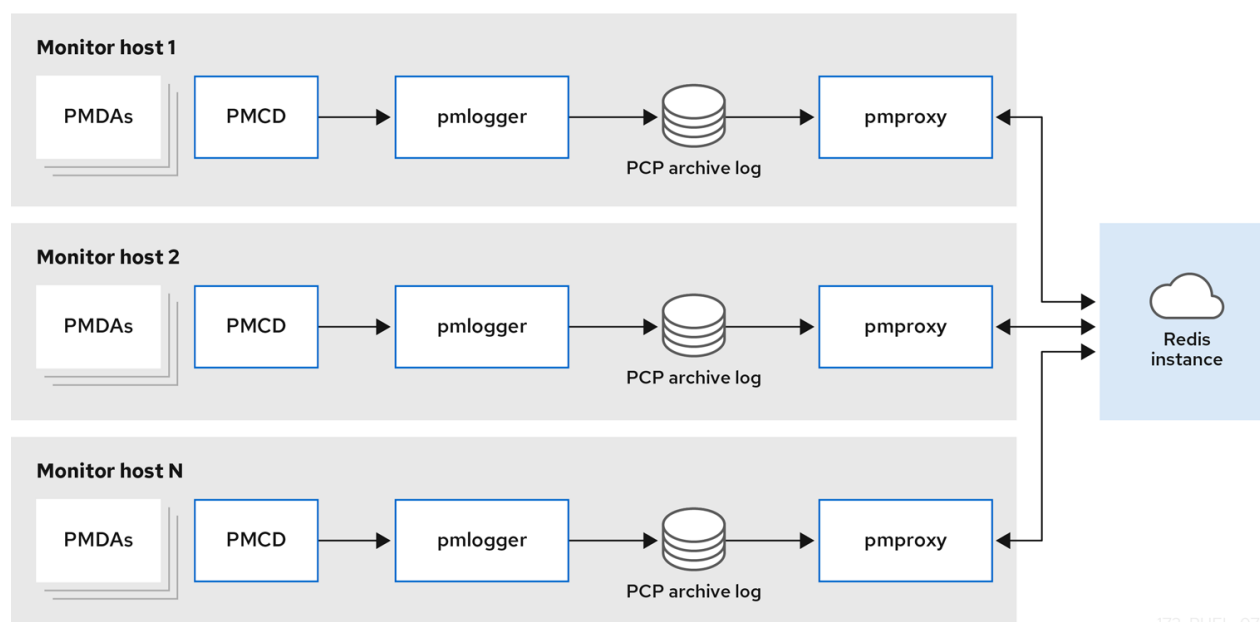 Monitor host 1
PMDAs
PMCD
pmlogger
PCP archive log
pmproxy
Monitor host 2
PMDAs
PMCD
pmlogger
PCP archive log
pmproxy
Redis
instance
Monitor host N
PMDAs
PMCD
pmlogger
PCP archive log
pmproxy